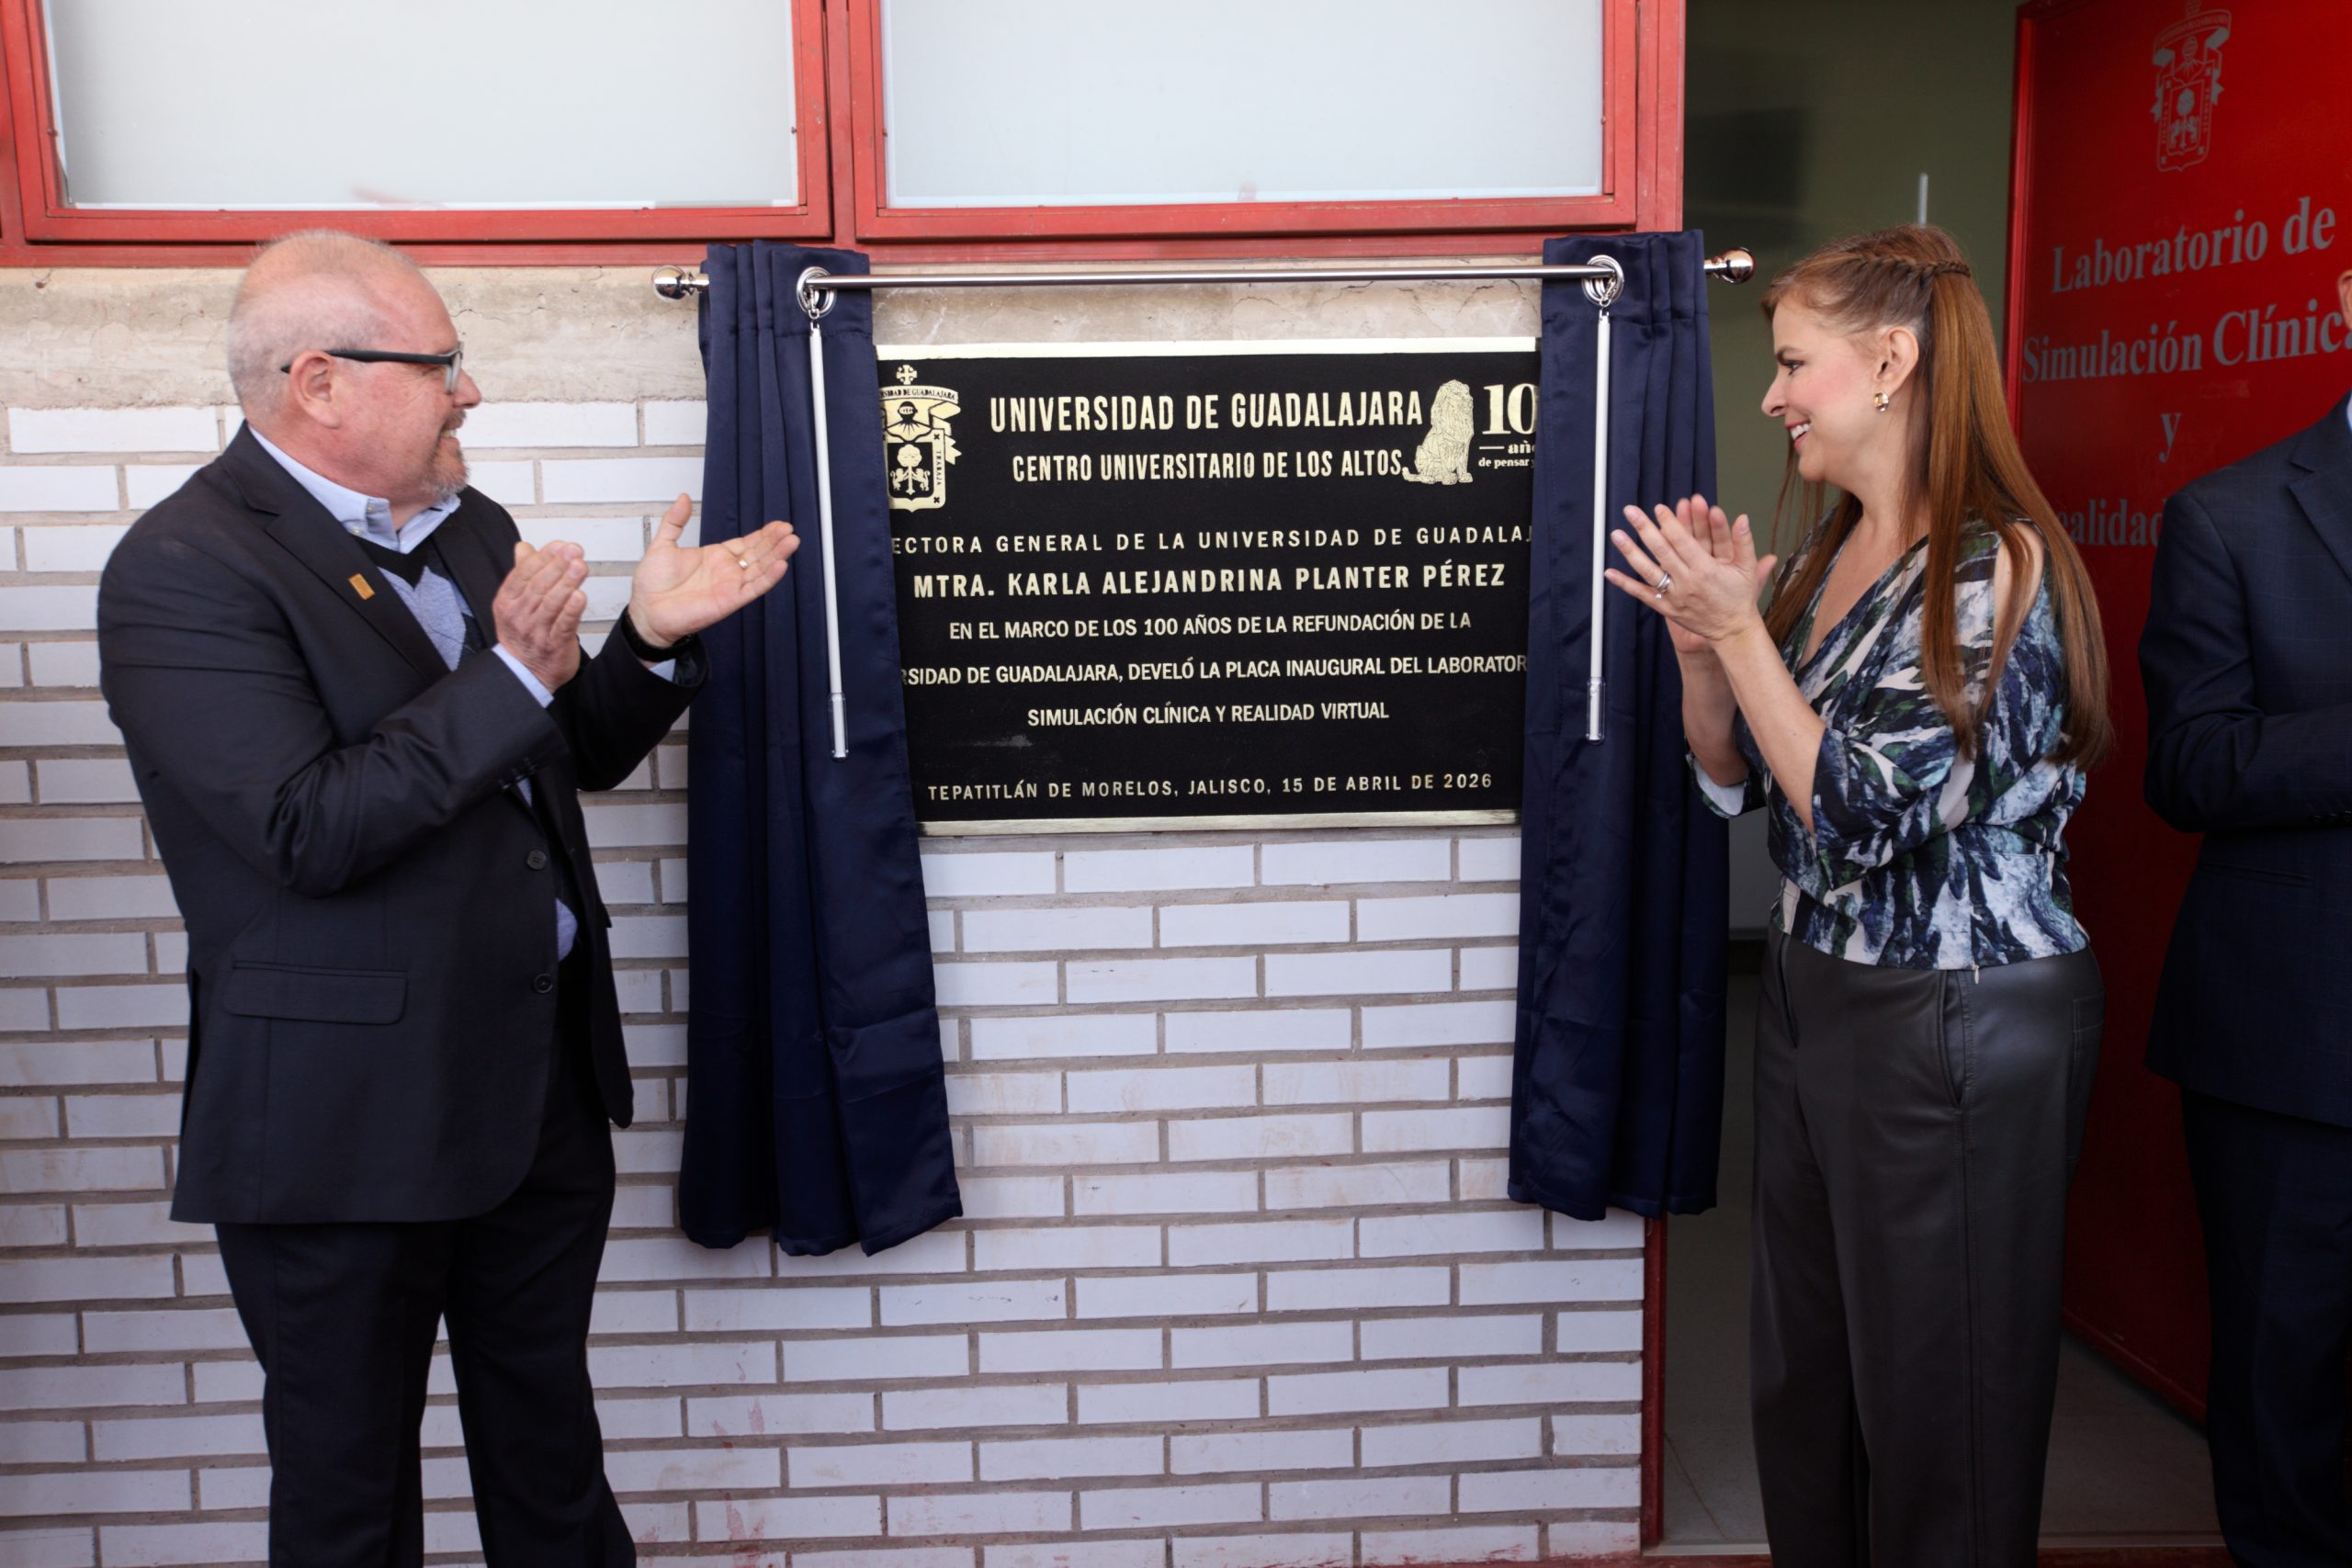 UNIVERSIDAD DE GUADALAJARA
CENTRO UNIVERSITARIO DE LOS ALTOS
10
de pensar
ECTORA GENERAL DE LA UNIVERSIDAD DE GUADALAJ
MTRA. KARLA ALEJANDRINA PLANTER PÉREZ
EN EL MARCO DE LOS 100 AÑOS DE LA REFUNDACIÓN DE LA
RSIDAD DE GUADALAJARA, DEVELÓ LA PLACA INAUGURAL DEL LABORATOR
SIMULACIÓN CLÍNICA Y REALIDAD VIRTUAL
TEPATITLÁN DE MORELOS, JALISCO, 15 DE ABRIL DE 2026
TRABAJA
Laboratorio de
Simulación Clínic
y
ealidad